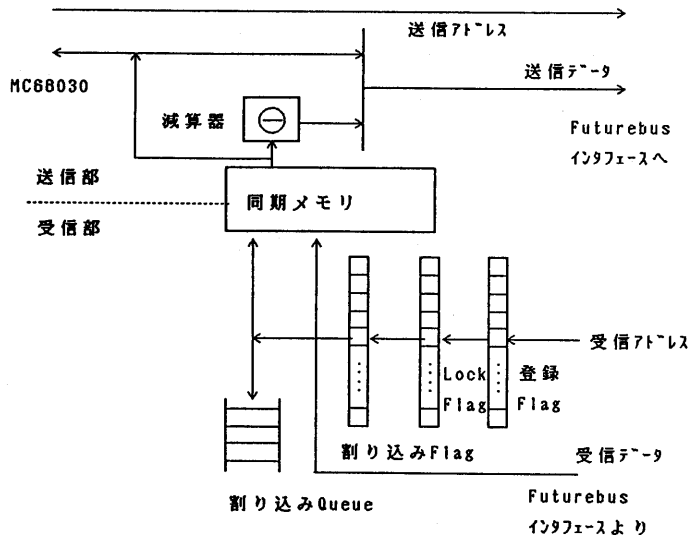 送信アドレス
MC68030
送信データ
減算器
Futurebus
インタフェースへ
送信部
同期メモリ
受信部
受信アドレス
Lock 登録
Flag Flag
割り込みFlag
受信データ
割り込みQueue
Futurebus
インタフェースより